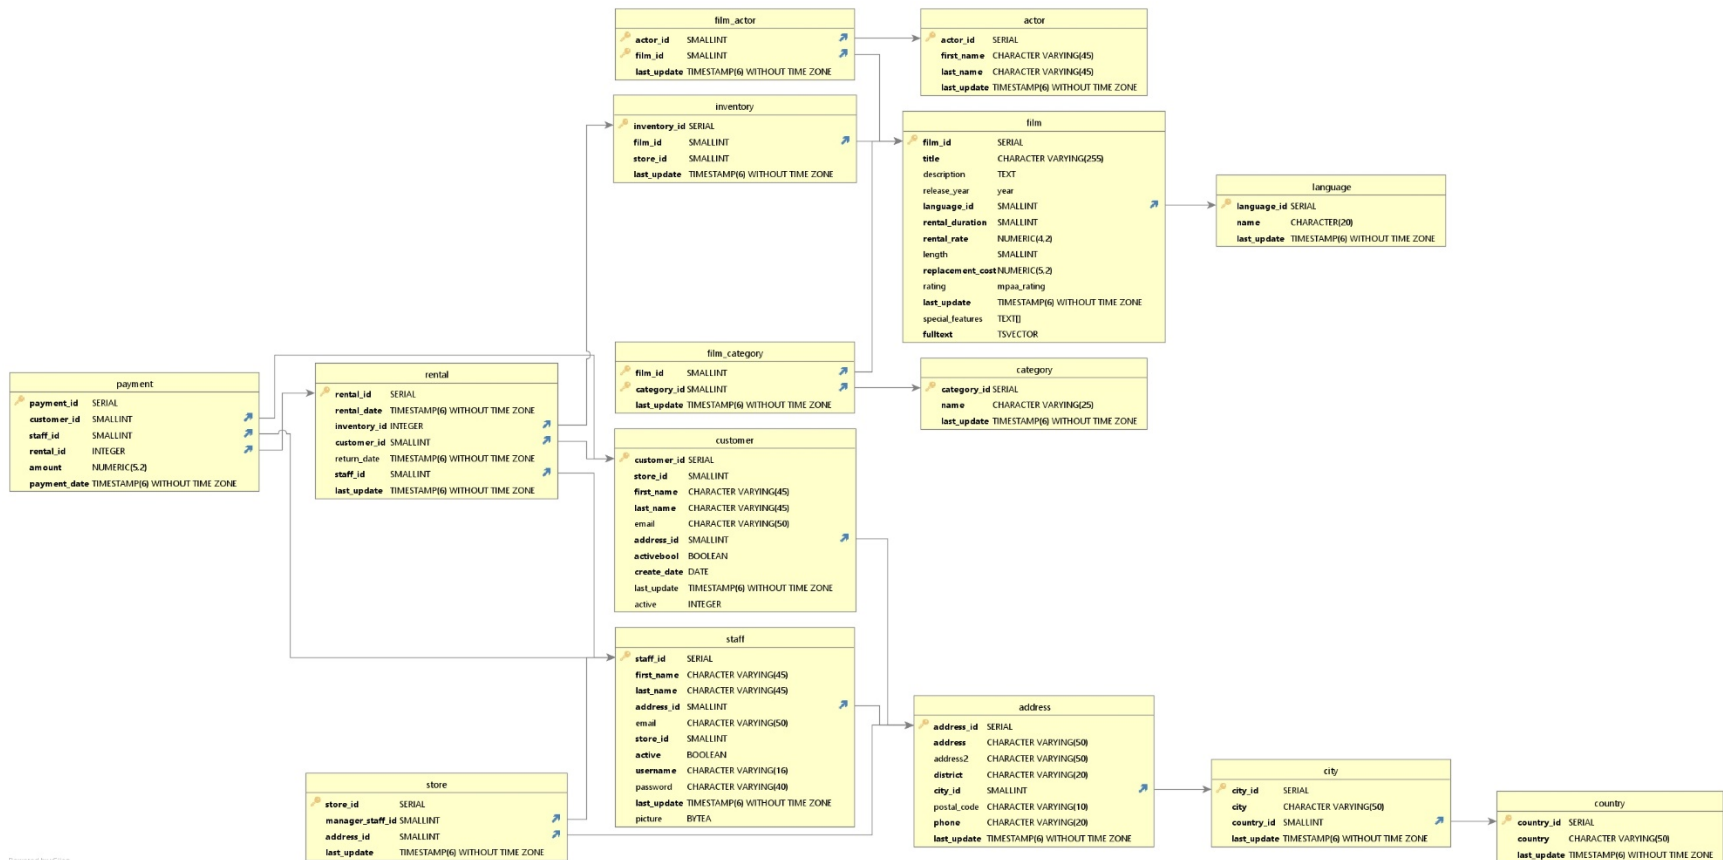 film_actor
actor_id SMALLINT
film_id SMALLINT
last_update TIMESTAMP(6) WITHOUT TIME ZONE
actor
actor_id SERIAL
first_name CHARACTER VARYING(45)
last_name CHARACTER VARYING(45)
last_update TIMESTAMP(6) WITHOUT TIME ZONE
inventory
inventory_id SERIAL
film_id SMALLINT
store_id SMALLINT
last_update TIMESTAMP(6) WITHOUT TIME ZONE
film
film_id SERIAL
title CHARACTER VARYING(255)
description TEXT
release_year year
language_id SMALLINT
rental_duration SMALLINT
rental_rate NUMERIC(4,2)
length SMALLINT
replacement_cost NUMERIC(5,2)
rating mpaa_rating
last_update TIMESTAMP(6) WITHOUT TIME ZONE
special_features TEXT[]
fulltext TSVECTOR
language
language_id SERIAL
name CHARACTER(20)
last_update TIMESTAMP(6) WITHOUT TIME ZONE
payment
payment_id SERIAL
customer_id SMALLINT
staff_id SMALLINT
rental_id INTEGER
amount NUMERIC(5,2)
payment_date TIMESTAMP(6) WITHOUT TIME ZONE
rental
rental_id SERIAL
rental_date TIMESTAMP(6) WITHOUT TIME ZONE
inventory_id INTEGER
customer_id SMALLINT
return_date TIMESTAMP(6) WITHOUT TIME ZONE
staff_id SMALLINT
last_update TIMESTAMP(6) WITHOUT TIME ZONE
film_category
film_id SMALLINT
category_id SMALLINT
last_update TIMESTAMP(6) WITHOUT TIME ZONE
category
category_id SERIAL
name CHARACTER VARYING(25)
last_update TIMESTAMP(6) WITHOUT TIME ZONE
customer
customer_id SERIAL
store_id SMALLINT
first_name CHARACTER VARYING(45)
last_name CHARACTER VARYING(45)
email CHARACTER VARYING(50)
address_id SMALLINT
activebool BOOLEAN
create_date DATE
last_update TIMESTAMP(6) WITHOUT TIME ZONE
active INTEGER
staff
staff_id SERIAL
first_name CHARACTER VARYING(45)
last_name CHARACTER VARYING(45)
address_id SMALLINT
email CHARACTER VARYING(50)
store_id SMALLINT
active BOOLEAN
username CHARACTER VARYING(16)
password CHARACTER VARYING(40)
last_update TIMESTAMP(6) WITHOUT TIME ZONE
picture BYTEA
store
store_id SERIAL
manager_staff_id SMALLINT
address_id SMALLINT
last_update TIMESTAMP(6) WITHOUT TIME ZONE
address
address_id SERIAL
address CHARACTER VARYING(50)
address2 CHARACTER VARYING(50)
district CHARACTER VARYING(20)
city_id SMALLINT
postal_code CHARACTER VARYING(10)
phone CHARACTER VARYING(20)
last_update TIMESTAMP(6) WITHOUT TIME ZONE
city
city_id SERIAL
city CHARACTER VARYING(50)
country_id SMALLINT
last_update TIMESTAMP(6) WITHOUT TIME ZONE
country
country_id SERIAL
country CHARACTER VARYING(50)
last_update TIMESTAMP(6) WITHOUT TIME ZONE